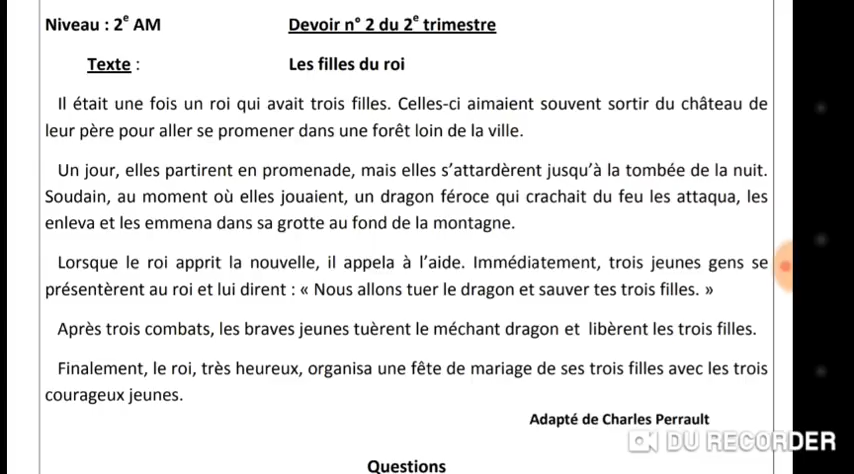 Niveau : 2e AM Devoir n° 2 du 2e trimestre
Texte : Les filles du roi
Il était une fois un roi qui avait trois filles. Celles-ci aimaient souvent sortir du château de
leur père pour aller se promener dans une forêt loin de la ville.
Un jour, elles partirent en promenade, mais elles s'attardèrent jusqu'à la tombée de la nuit.
Soudain, au moment où elles jouaient, un dragon féroce qui crachait du feu les attaqua, les
enleva et les emmena dans sa grotte au fond de la montagne.
Lorsque le roi apprit la nouvelle, il appela à l'aide. Immédiatement, trois jeunes gens se
présentèrent au roi et lui dirent : « Nous allons tuer le dragon et sauver tes trois filles. »
Après trois combats, les braves jeunes tuèrent le méchant dragon et libèrent les trois filles.
Finalement, le roi, très heureux, organisa une fête de mariage de ses trois filles avec les trois
courageux jeunes.
Adapté de Charles Perrault
DU RECORDER
Questions